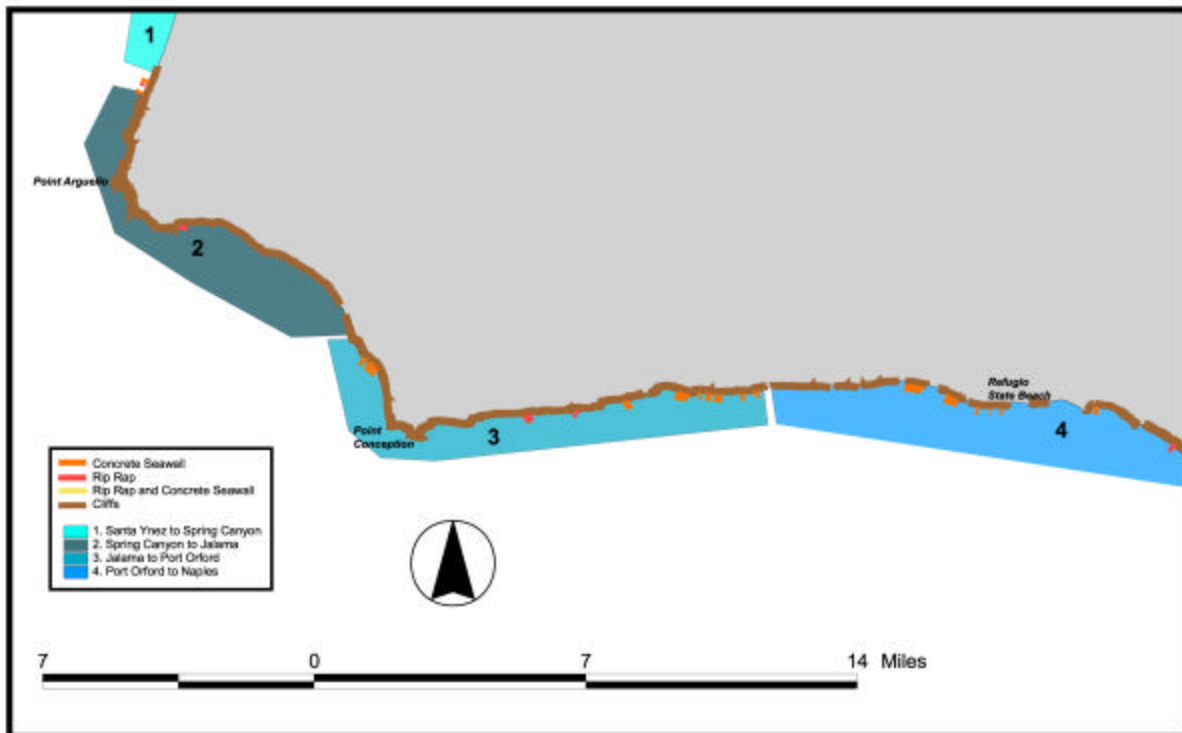 1
Point Arguello
2
Refugio
State Beach
Point
Conception
3
4
Concrete Seawall
Rip Rap
Rip Rap and Concrete Seawall
Cliffs
1. Santa Ynez to Spring Canyon
2. Spring Canyon to Jalama
3. Jalama to Port Orford
4. Port Orford to Naples
7 0 7 14 Miles